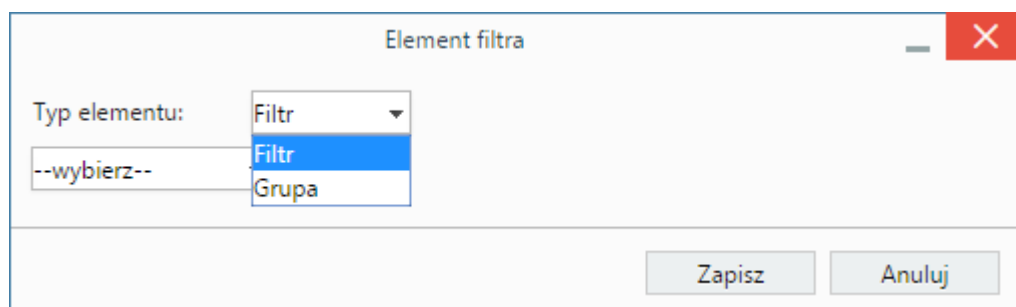 Element filtra
Typ elementu:
Filtr
Filtr
--wybierz--
Grupa
Zapisz
Anuluj